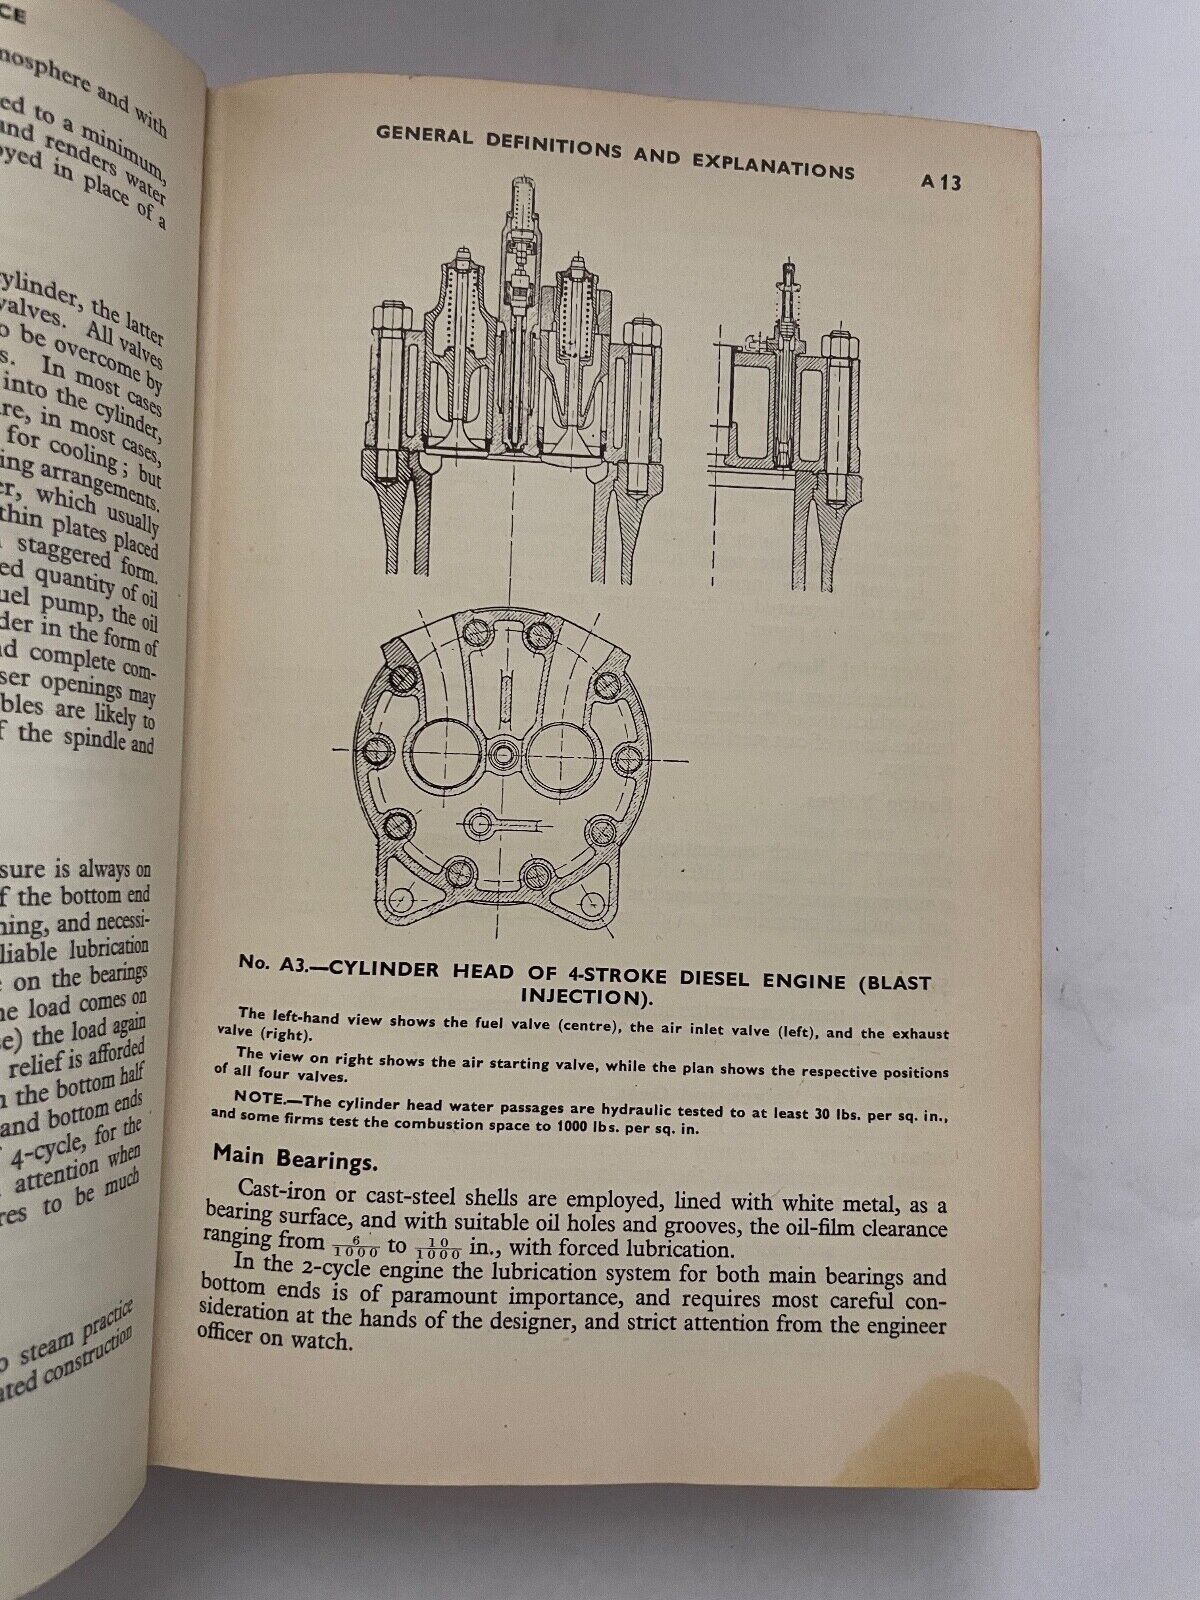 CE
nosphere and with
ed to a minimum,
and renders water
oyed in place of a
cylinder, the latter
valves. All valves
o be overcome by
s. In most cases
into the cylinder,
are, in most cases,
for cooling; but
ing arrangements.
er, which usually
thin plates placed
staggered form.
ed quantity of oil
uel pump, the oil
der in the form of
nd complete com-
ser openings may
bles are likely to
f the spindle and
sure is always on
f the bottom end
ning, and necessi-
liable lubrication
e on the bearings
he load comes on
se) the load again
relief is afforded
n the bottom half
and bottom ends
f 4-cycle, for the
attention when
res to be much
o steam practice
ated construction
GENERAL DEFINITIONS AND EXPLANATIONS A 13
No. A3.—CYLINDER HEAD OF 4-STROKE DIESEL ENGINE (BLAST
INJECTION).
The left-hand view shows the fuel valve (centre), the air inlet valve (left), and the exhaust
valve (right).
The view on right shows the air starting valve, while the plan shows the respective positions
of all four valves.
NOTE.—The cylinder head water passages are hydraulic tested to at least 30 lbs. per sq. in.,
and some firms test the combustion space to 1000 lbs. per sq. in.
Main Bearings.
Cast-iron or cast-steel shells are employed, lined with white metal, as a
bearing surface, and with suitable oil holes and grooves, the oil-film clearance
ranging from 6/1000 to 10/1000 in., with forced lubrication.
In the 2-cycle engine the lubrication system for both main bearings and
bottom ends is of paramount importance, and requires most careful con-
sideration at the hands of the designer, and strict attention from the engineer
officer on watch.